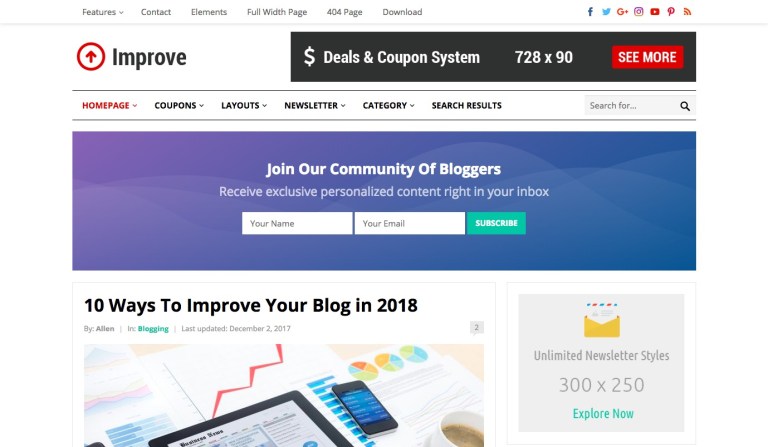 Features Contact Elements Full Width Page 404 Page Download
Improve
$ Deals & Coupon System 728 x 90 SEE MORE
HOMEPAGE COUPONS LAYOUTS NEWSLETTER CATEGORY SEARCH RESULTS Search for...
Join Our Community Of Bloggers
Receive exclusive personalized content right in your inbox
Your Name Your Email SUBSCRIBE
10 Ways To Improve Your Blog in 2018
By: Allen | In: Blogging | Last updated: December 2, 2017 2
Business News
Unlimited Newsletter Styles
300 x 250
Explore Now